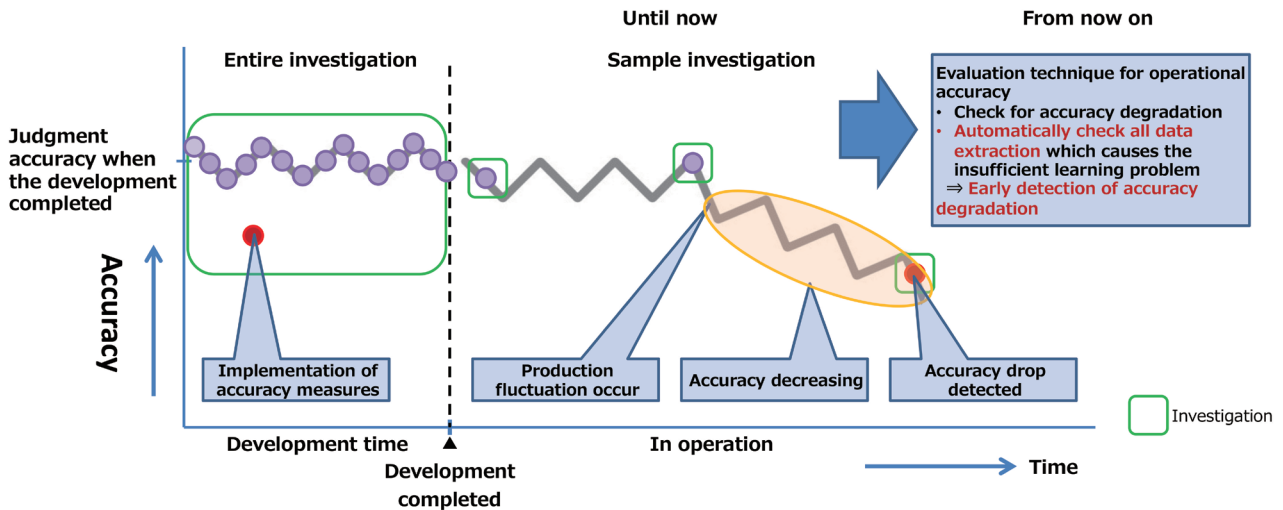 Until now
From now on
Entire investigation
Sample investigation
Evaluation technique for operational
accuracy
• Check for accuracy degradation
• Automatically check all data
extraction which causes the
insufficient learning problem
⇒ Early detection of accuracy
degradation
Judgment
accuracy when
the development
completed
Accuracy
Implementation of
accuracy measures
Production
fluctuation occur
Accuracy decreasing
Accuracy drop
detected
Investigation
Development time
In operation
Development
completed
Time